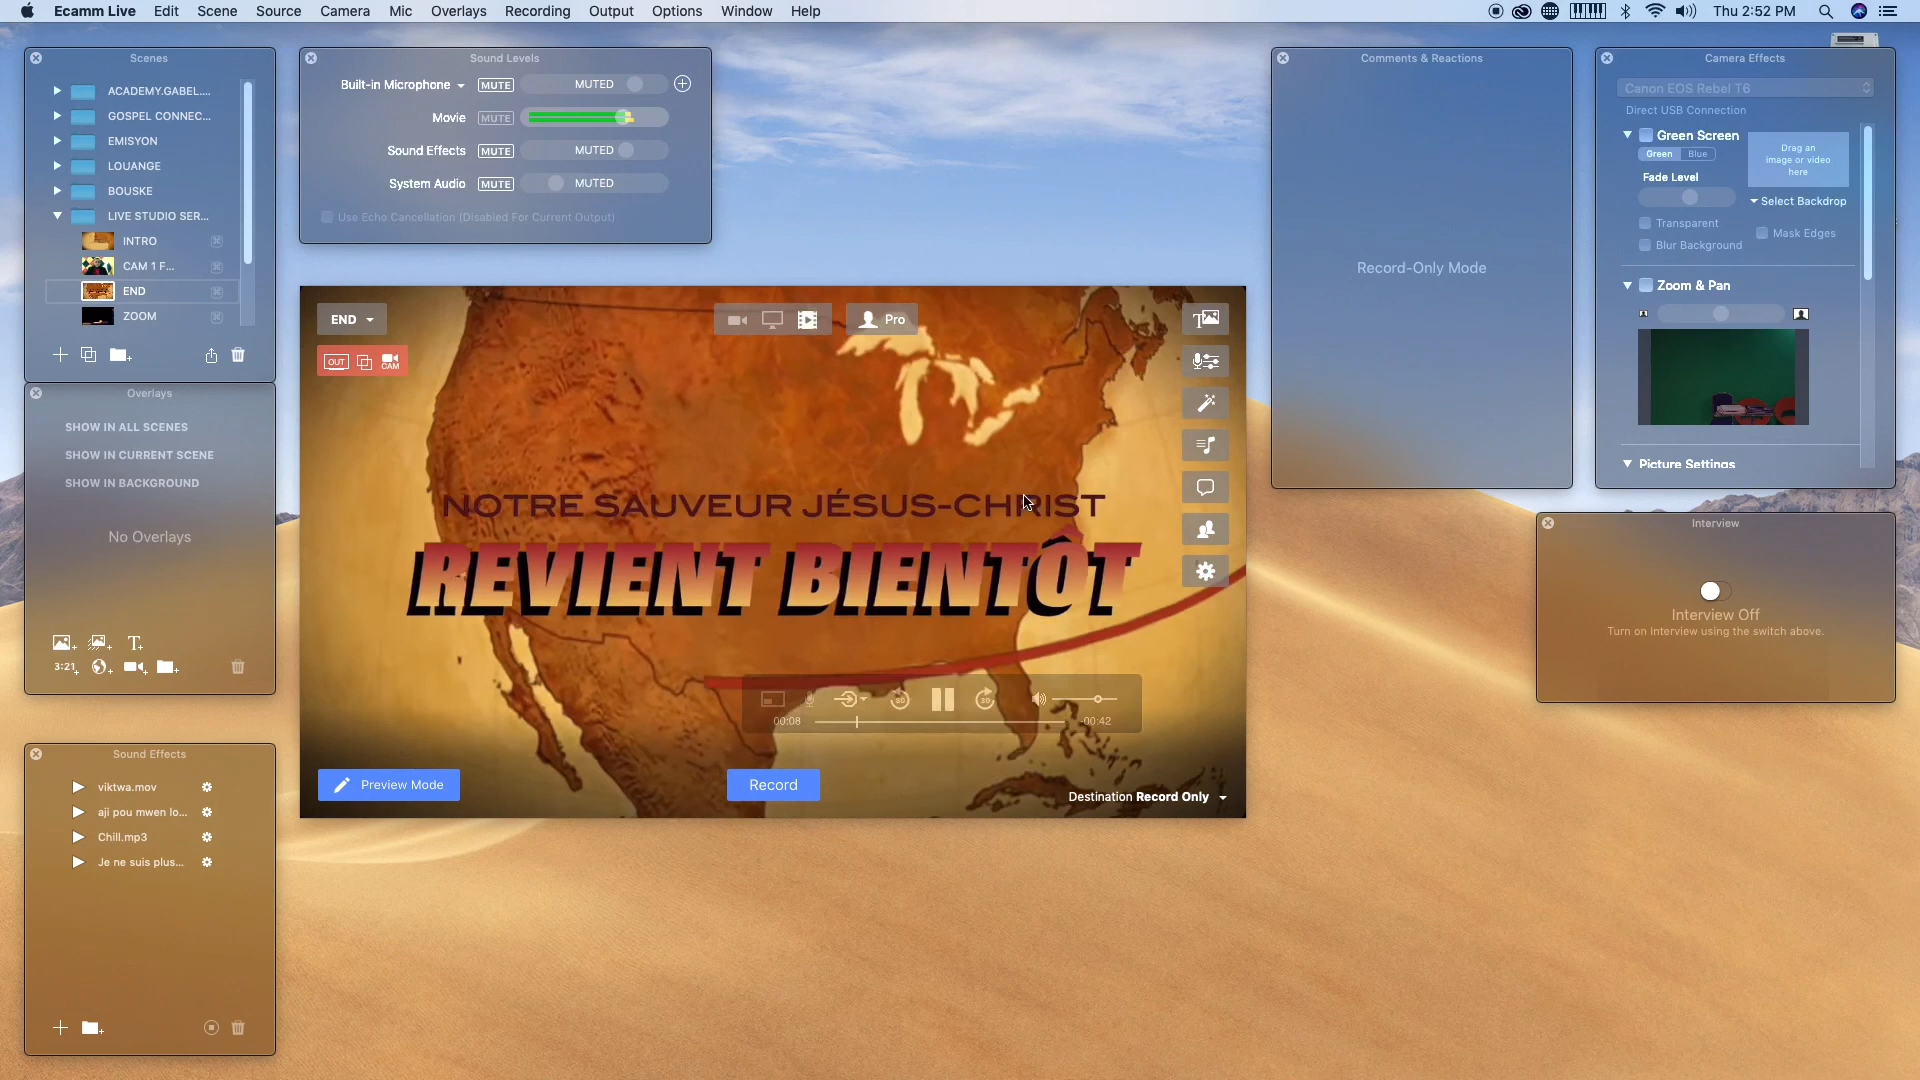 Ecamm Live Edit Scene Source Camera Mic Overlays Recording Output Options Window Help
Thu 2:52 PM
Scenes
ACADEMY.GABEL....
GOSPEL CONNEC...
EMISYON
LOUANGE
BOUSKE
LIVE STUDIO SER...
INTRO
CAM 1 F...
END
ZOOM
Overlays
SHOW IN ALL SCENES
SHOW IN CURRENT SCENE
SHOW IN BACKGROUND
No Overlays
T+
3:21+
Sound Effects
viktwa.mov
aji pou mwen lo...
Chill.mp3
Je ne suis plus...
Sound Levels
Built-in Microphone MUTE MUTED
Movie MUTE
Sound Effects MUTE MUTED
System Audio MUTE MUTED
Use Echo Cancellation (Disabled For Current Output)
END
Pro
OUT CAM
NOTRE SAUVEUR JÉSUS-CHRIST
REVIENT BIENTÔT
30 30
00:08 -00:42
Preview Mode
Record
Destination Record Only
Comments & Reactions
Record-Only Mode
Camera Effects
Canon EOS Rebel T6
Direct USB Connection
Green Screen
Green Blue
Drag an
image or video
here
Fade Level
Select Backdrop
Transparent
Mask Edges
Blur Background
Zoom & Pan
Picture Settings
Interview
Interview Off
Turn on Interview using the switch above.